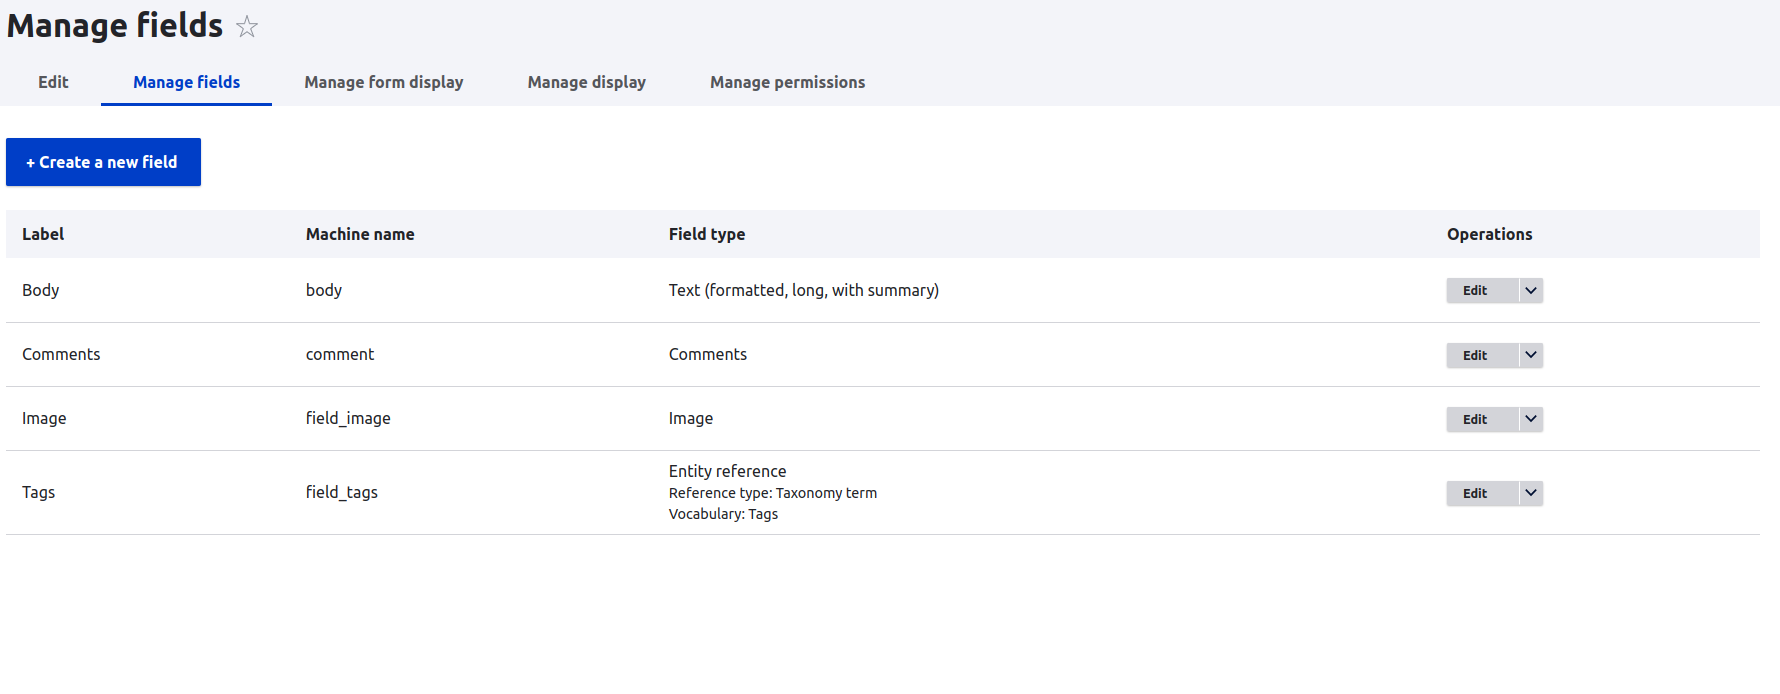 Manage fields
Edit Manage fields Manage form display Manage display Manage permissions
+ Create a new field
Label Machine name Field type Operations
Body body Text (formatted, long, with summary) Edit
Comments comment Comments Edit
Image field_image Image Edit
Tags field_tags Entity reference Edit
Reference type: Taxonomy term
Vocabulary: Tags